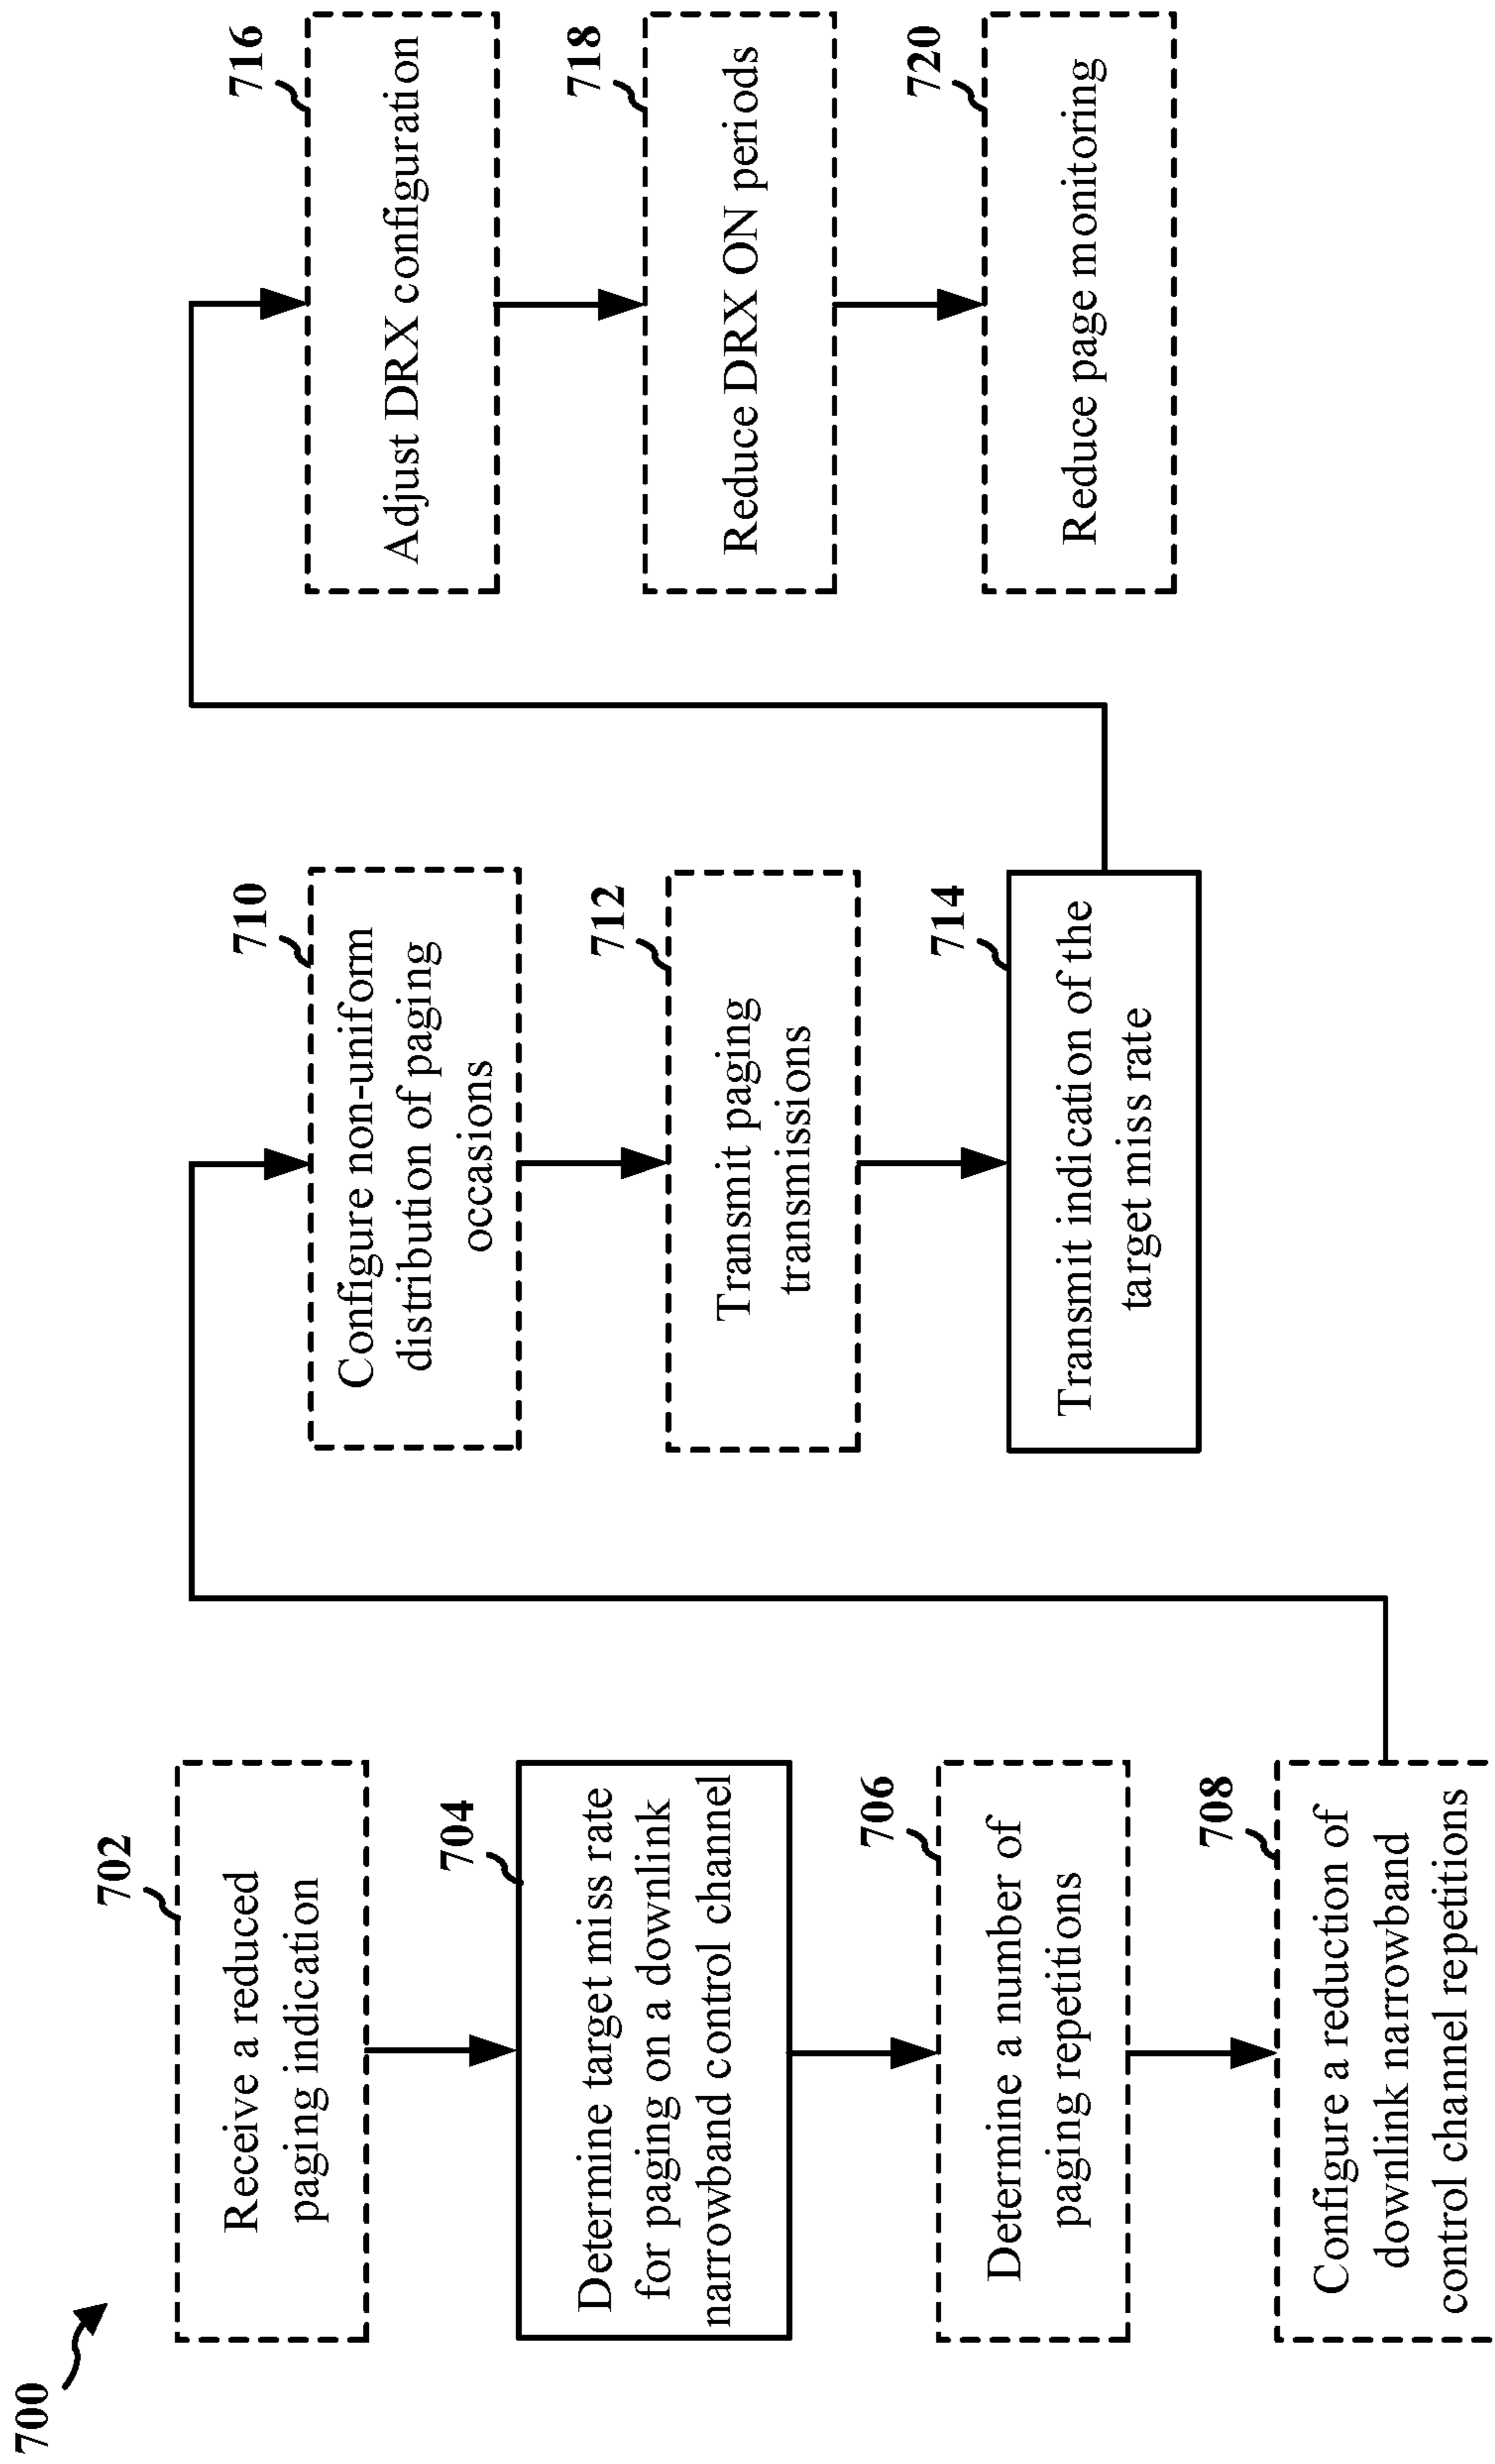 700
702
Receive a reduced
paging indication
704
Determine target miss rate
for paging on a downlink
narrowband control channel
706
Determine a number of
paging repetitions
708
Configure a reduction of
downlink narrowband
control channel repetitions
710
Configure non-uniform
distribution of paging
occasions
712
Transmit paging
transmissions
714
Transmit indication of the
target miss rate
716
Adjust DRX configuration
718
Reduce DRX ON periods
720
Reduce page monitoring